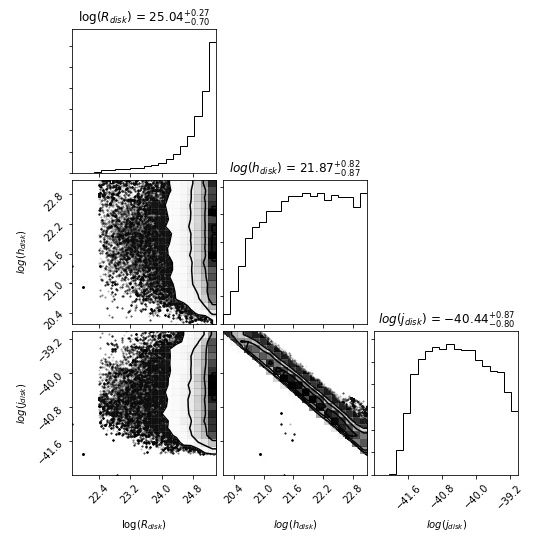 log(R_disk) = 25.04^{+0.27}_{−0.70}
log(h_disk) = 21.87^{+0.82}_{−0.87}
22.8
22.2
21.6
21.0
20.4
log(h_disk)
log(j_disk) = −40.44^{+0.87}_{−0.80}
−39.2
−40.0
−40.8
−41.6
log(j_disk)
22.4 23.2 24.0 24.8
20.4 21.0 21.6 22.2 22.8
−41.6 −40.8 −40.0 −39.2
log(R_disk) log(h_disk) log(j_disk)